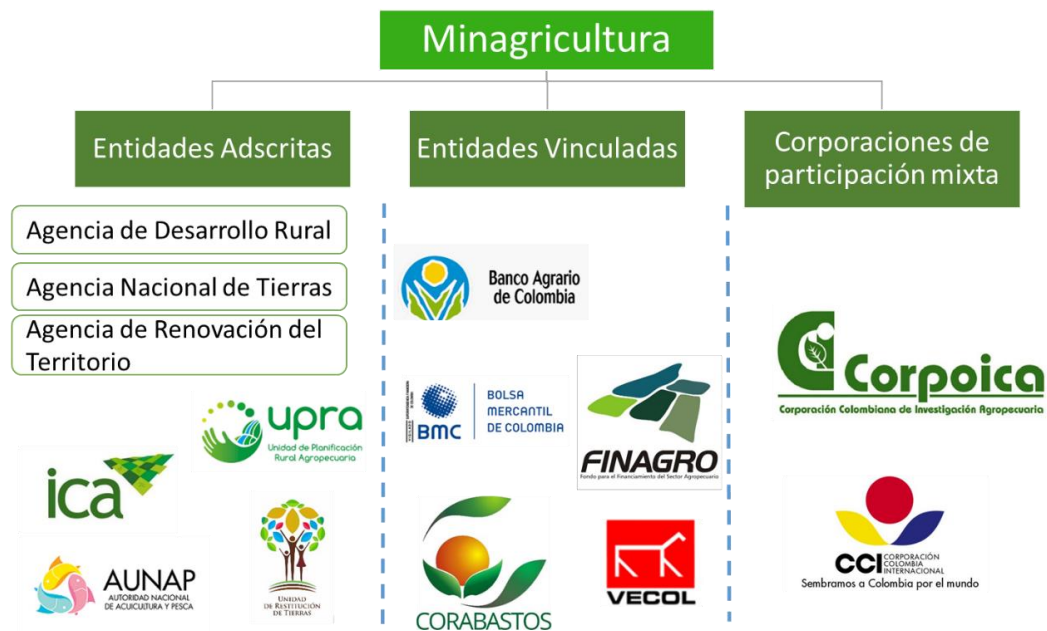 Minagricultura
Entidades Adscritas
Entidades Vinculadas
Corporaciones de
participación mixta
Agencia de Desarrollo Rural
Agencia Nacional de Tierras
Agencia de Renovación del
Territorio
upra
Unidad de Planificación
Rural Agropecuaria
ica
AUNAP
AUTORIDAD NACIONAL
DE ACUICULTURA Y PESCA
UNIDAD
DE RESTITUCIÓN
DE TIERRAS
Banco Agrario
de Colombia
BMC
BOLSA
MERCANTIL
DE COLOMBIA
FINAGRO
Fondo para el Financiamiento del Sector Agropecuario
CORABASTOS
VECOL
Corpoica
Corporación Colombiana de Investigación Agropecuaria
CCI
CORPORACIÓN
COLOMBIA
INTERNACIONAL
Sembramos a Colombia por el mundo